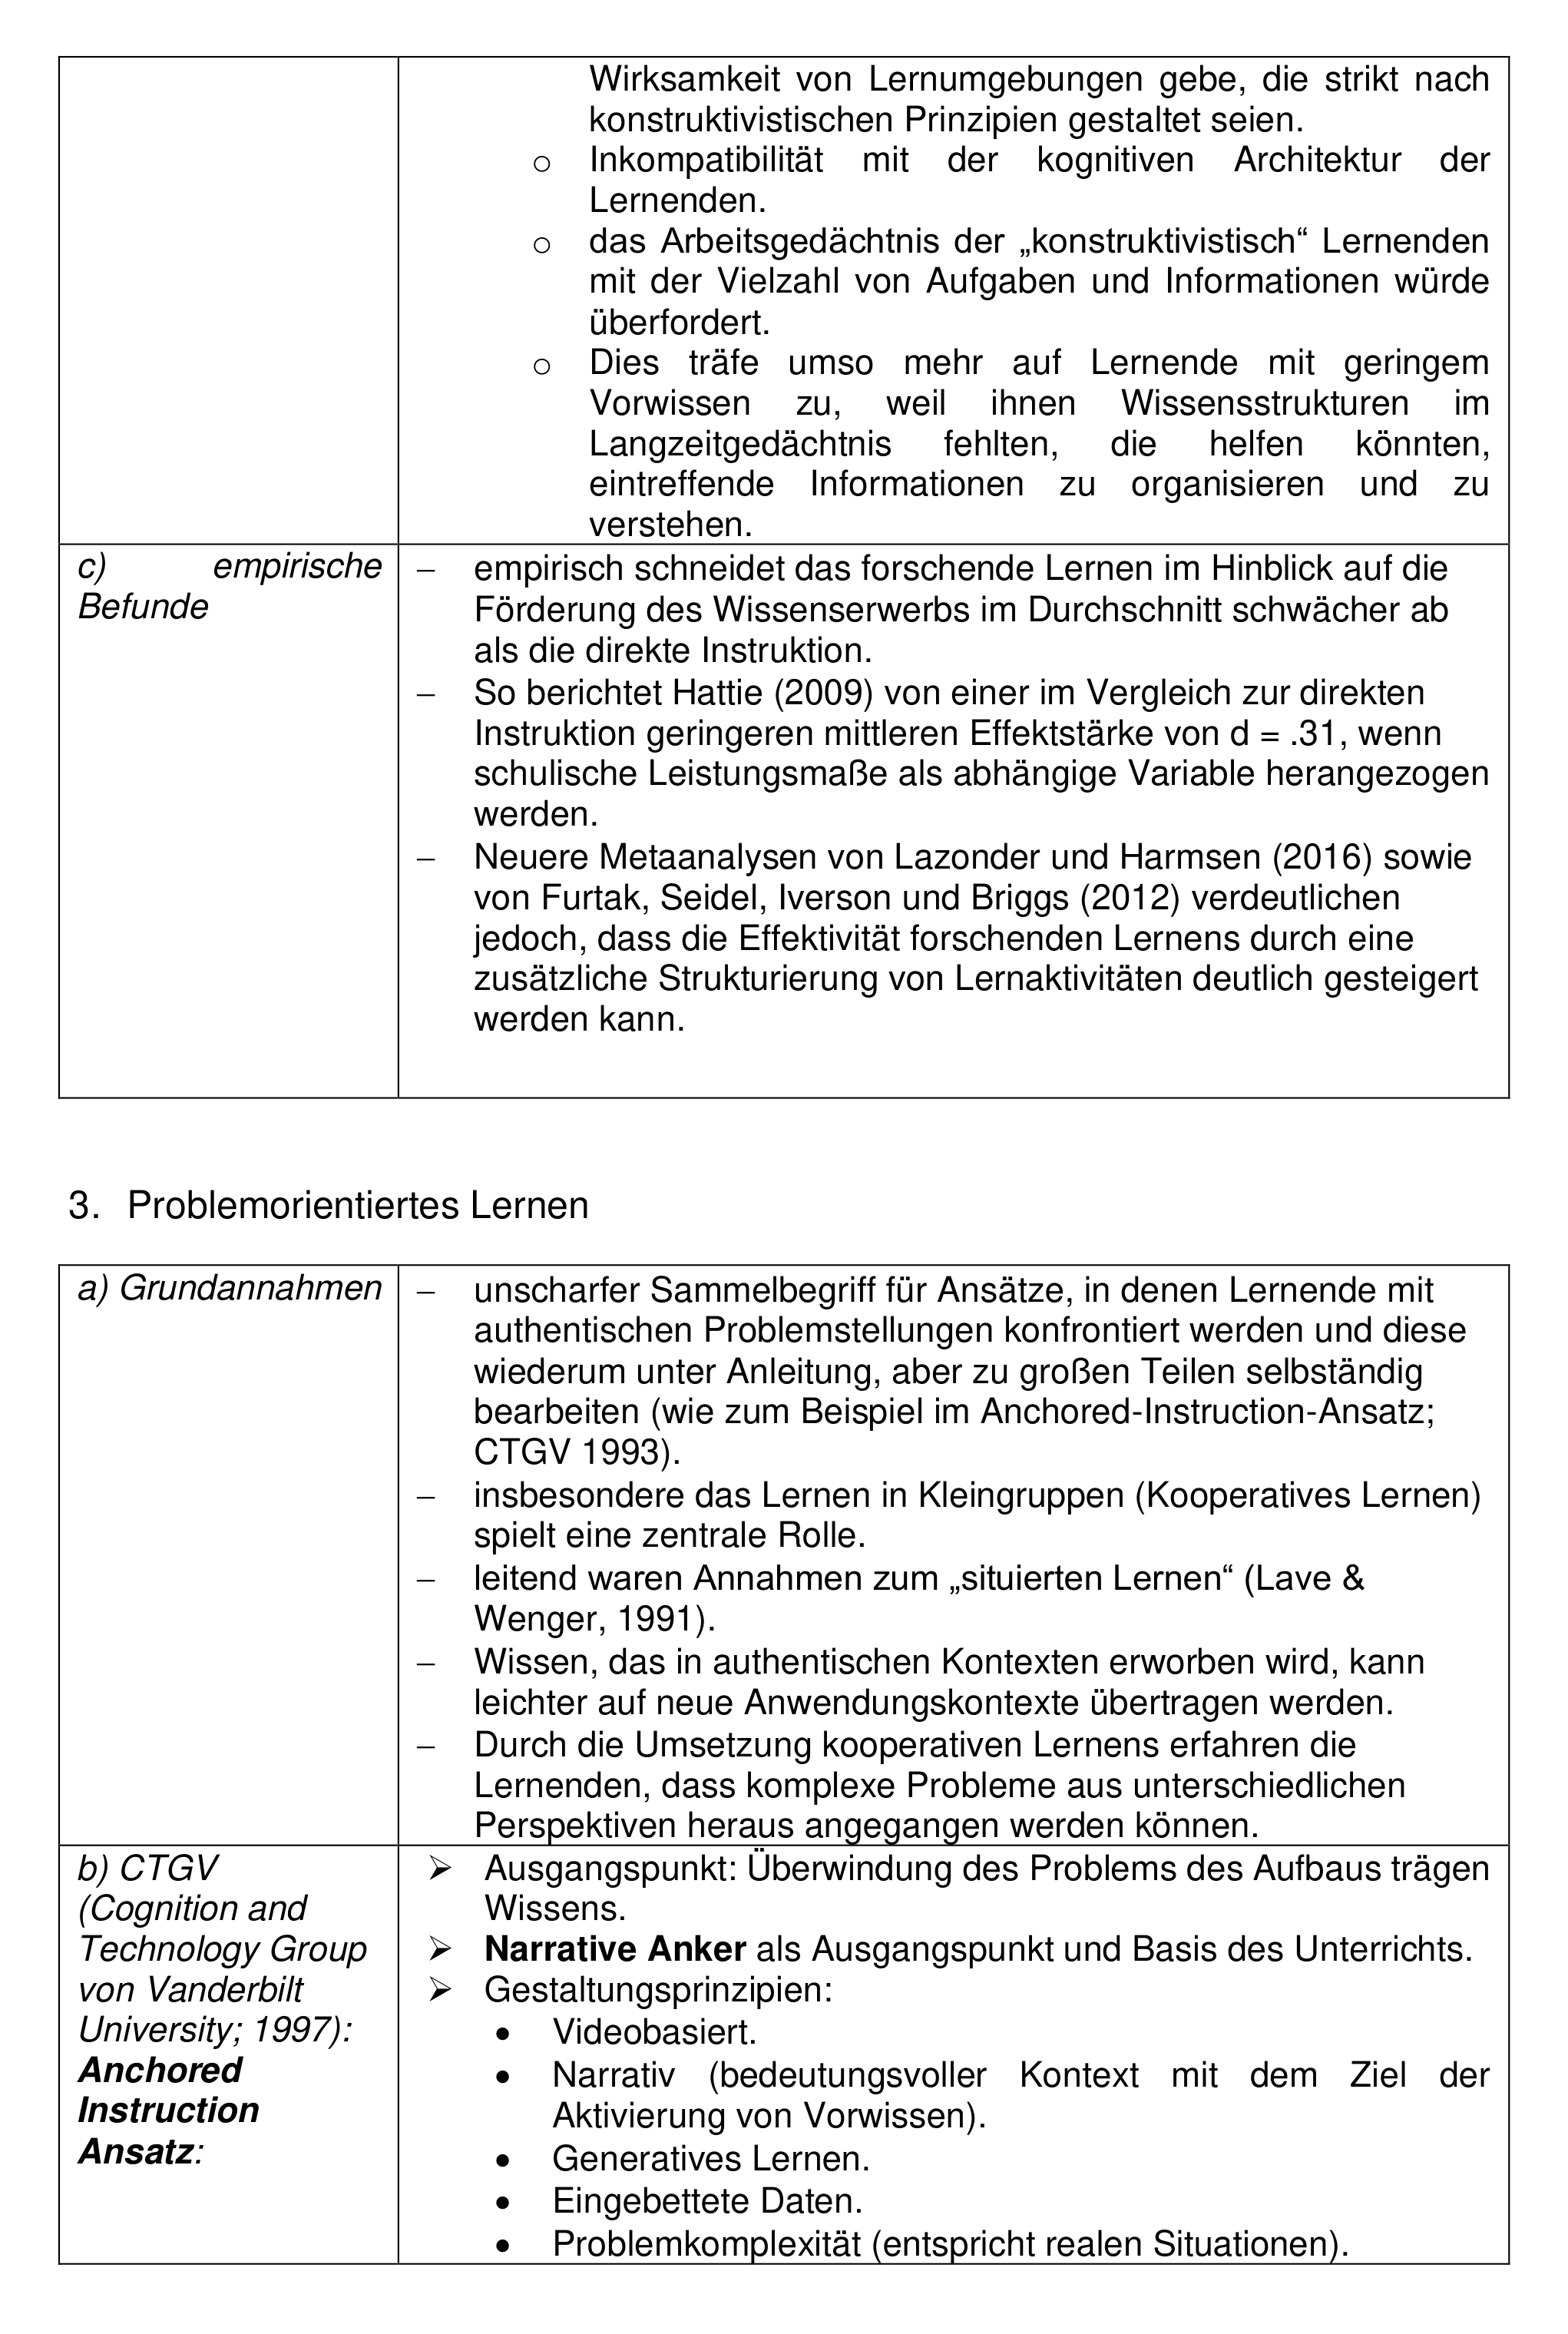 Wirksamkeit von Lernumgebungen gebe, die strikt nach
konstruktivistischen Prinzipien gestaltet seien.
o Inkompatibilität mit der kognitiven Architektur der
Lernenden.
o das Arbeitsgedächtnis der „konstruktivistisch“ Lernenden
mit der Vielzahl von Aufgaben und Informationen würde
überfordert.
o Dies träfe umso mehr auf Lernende mit geringem
Vorwissen zu, weil ihnen Wissensstrukturen im
Langzeitgedächtnis fehlten, die helfen könnten,
eintreffende Informationen zu organisieren und zu
verstehen.
c) empirische
Befunde
– empirisch schneidet das forschende Lernen im Hinblick auf die
Förderung des Wissenserwerbs im Durchschnitt schwächer ab
als die direkte Instruktion.
– So berichtet Hattie (2009) von einer im Vergleich zur direkten
Instruktion geringeren mittleren Effektstärke von d = .31, wenn
schulische Leistungsmaße als abhängige Variable herangezogen
werden.
– Neuere Metaanalysen von Lazonder und Harmsen (2016) sowie
von Furtak, Seidel, Iverson und Briggs (2012) verdeutlichen
jedoch, dass die Effektivität forschenden Lernens durch eine
zusätzliche Strukturierung von Lernaktivitäten deutlich gesteigert
werden kann.
3. Problemorientiertes Lernen
a) Grundannahmen
– unscharfer Sammelbegriff für Ansätze, in denen Lernende mit
authentischen Problemstellungen konfrontiert werden und diese
wiederum unter Anleitung, aber zu großen Teilen selbständig
bearbeiten (wie zum Beispiel im Anchored-Instruction-Ansatz;
CTGV 1993).
– insbesondere das Lernen in Kleingruppen (Kooperatives Lernen)
spielt eine zentrale Rolle.
– leitend waren Annahmen zum „situierten Lernen“ (Lave &
Wenger, 1991).
– Wissen, das in authentischen Kontexten erworben wird, kann
leichter auf neue Anwendungskontexte übertragen werden.
– Durch die Umsetzung kooperativen Lernens erfahren die
Lernenden, dass komplexe Probleme aus unterschiedlichen
Perspektiven heraus angegangen werden können.
b) CTGV
(Cognition and
Technology Group
von Vanderbilt
University; 1997):
Anchored
Instruction
Ansatz:
➢ Ausgangspunkt: Überwindung des Problems des Aufbaus trägen
Wissens.
➢ Narrative Anker als Ausgangspunkt und Basis des Unterrichts.
➢ Gestaltungsprinzipien:
• Videobasiert.
• Narrativ (bedeutungsvoller Kontext mit dem Ziel der
Aktivierung von Vorwissen).
• Generatives Lernen.
• Eingebettete Daten.
• Problemkomplexität (entspricht realen Situationen).